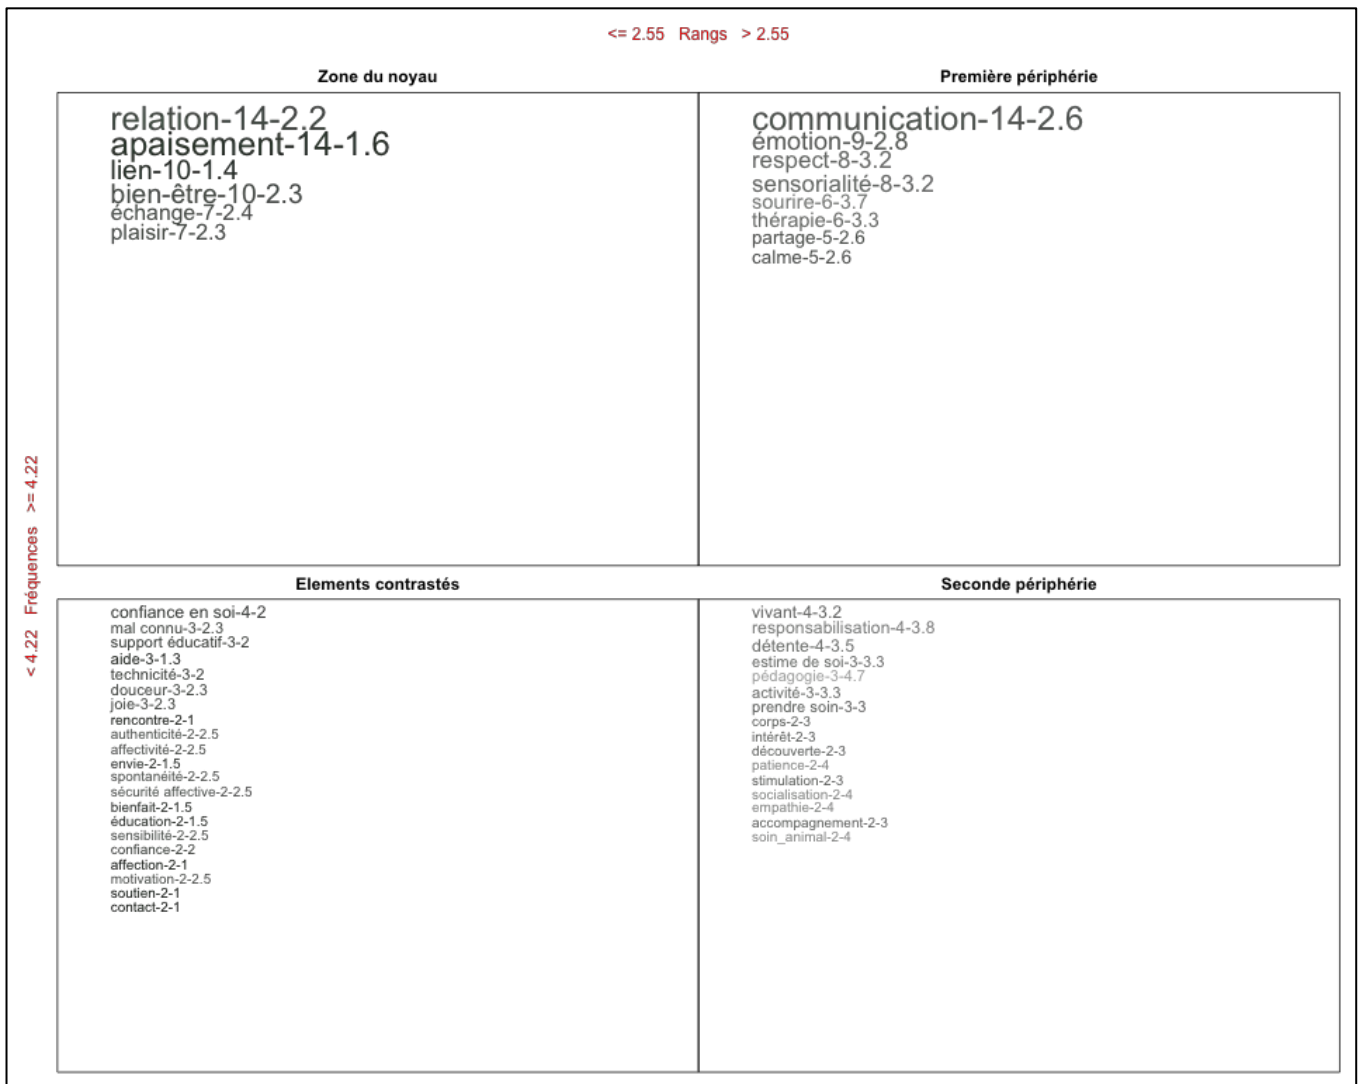 <= 2.55 Rangs > 2.55
Zone du noyau
relation-14-2.2
apaisement-14-1.6
lien-10-1.4
bien-être-10-2.3
échange-7-2.4
plaisir-7-2.3
Première périphérie
communication-14-2.6
émotion-9-2.8
respect-8-3.2
sensorialité-8-3.2
sourire-6-3.7
thérapie-6-3.3
partage-5-2.6
calme-5-2.6
< 4.22 Fréquences >= 4.22
Elements contrastés
confiance en soi-4-2
mal connu-3-2.3
support éducatif-3-2
aide-3-1.3
technicité-3-2
douceur-3-2.3
joie-3-2.3
rencontre-2-1
authenticité-2-2.5
affectivité-2-2.5
envie-2-1.5
spontanéité-2-2.5
sécurité affective-2-2.5
bienfait-2-1.5
éducation-2-1.5
sensibilité-2-2.5
confiance-2-2
affection-2-1
motivation-2-2.5
soutien-2-1
contact-2-1
Seconde périphérie
vivant-4-3.2
responsabilisation-4-3.8
détente-4-3.5
estime de soi-3-3.3
pédagogie-3-4.7
activité-3-3.3
prendre soin-3-3
corps-2-3
intérêt-2-3
découverte-2-3
patience-2-4
stimulation-2-3
socialisation-2-4
empathie-2-4
accompagnement-2-3
soin_animal-2-4